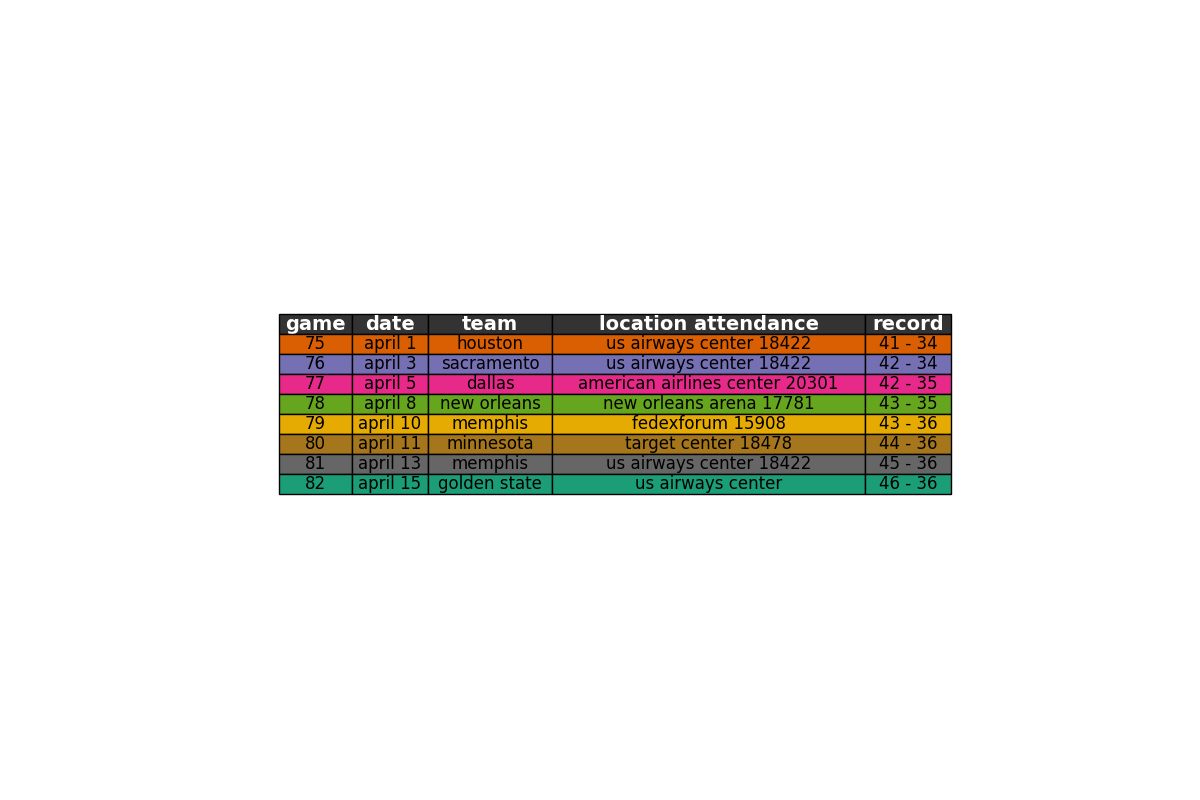 game date team location attendance record
75 april 1 houston us airways center 18422 41 - 34
76 april 3 sacramento us airways center 18422 42 - 34
77 april 5 dallas american airlines center 20301 42 - 35
78 april 8 new orleans new orleans arena 17781 43 - 35
79 april 10 memphis fedexforum 15908 43 - 36
80 april 11 minnesota target center 18478 44 - 36
81 april 13 memphis us airways center 18422 45 - 36
82 april 15 golden state us airways center 46 - 36